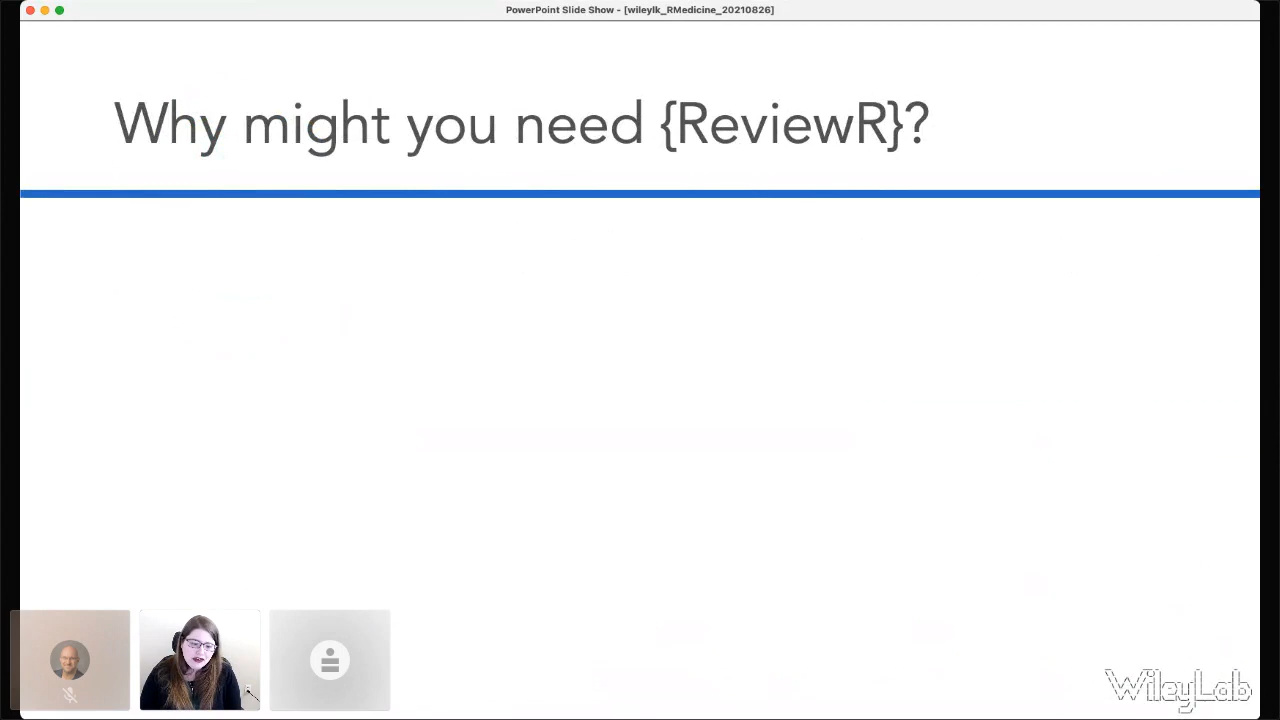 PowerPoint Slide Show - [wileylk_RMedicine_20210826]
Why might you need {ReviewR}?
WileyLab